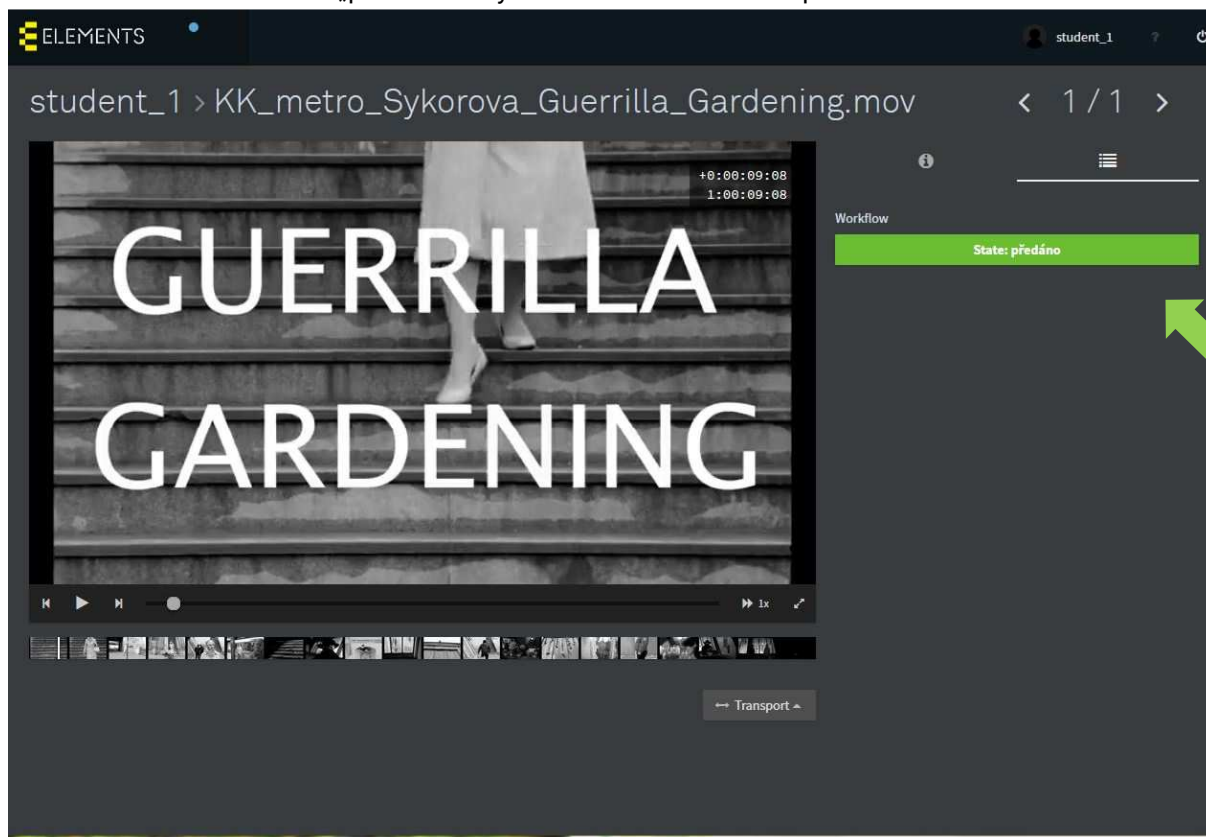 ELEMENTS
student_1
?
student_1 > KK_metro_Sykorova_Guerrilla_Gardening.mov
< 1 / 1 >
+0:00:09:08
1:00:09:08
GUERRILLA
GARDENING
Workflow
State: předáno
1x
Transport